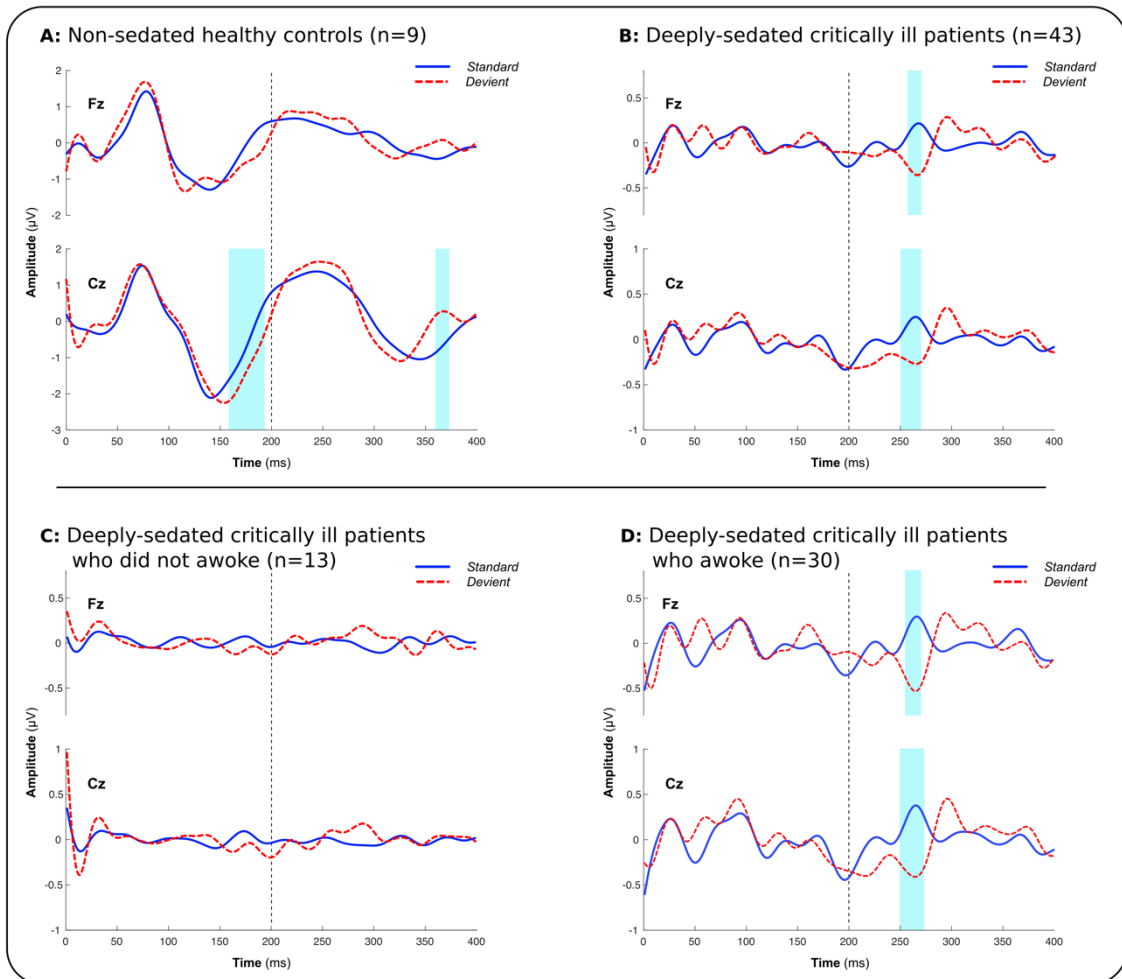 A: Non-sedated healthy controls (n=9)
Standard
Devient
2
Fz
1
0
-1
-2
Amplitude (µV)
2
Cz
1
0
-1
-2
-3
0 50 100 150 200 250 300 350 400
Time (ms)
B: Deeply-sedated critically ill patients (n=43)
Standard
Devient
Fz
0.5
0
-0.5
Amplitude (µV)
1
Cz
0.5
0
-0.5
-1
0 50 100 150 200 250 300 350 400
Time (ms)
C: Deeply-sedated critically ill patients
who did not awoke (n=13)
Standard
Devient
Fz
0.5
0
-0.5
Amplitude (µV)
1
Cz
0.5
0
-0.5
-1
0 50 100 150 200 250 300 350 400
Time (ms)
D: Deeply-sedated critically ill patients
who awoke (n=30)
Standard
Devient
Fz
0.5
0
-0.5
Amplitude (µV)
1
Cz
0.5
0
-0.5
-1
0 50 100 150 200 250 300 350 400
Time (ms)